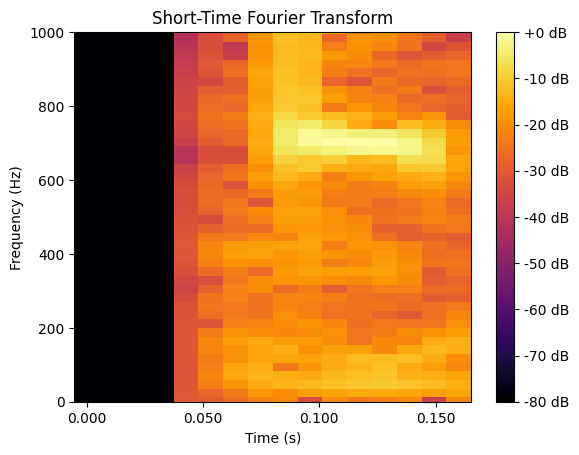 Short-Time Fourier Transform
1000
800
600
400
200
0
Frequency (Hz)
0.000
0.050
0.100
0.150
Time (s)
+0 dB
-10 dB
-20 dB
-30 dB
-40 dB
-50 dB
-60 dB
-70 dB
-80 dB